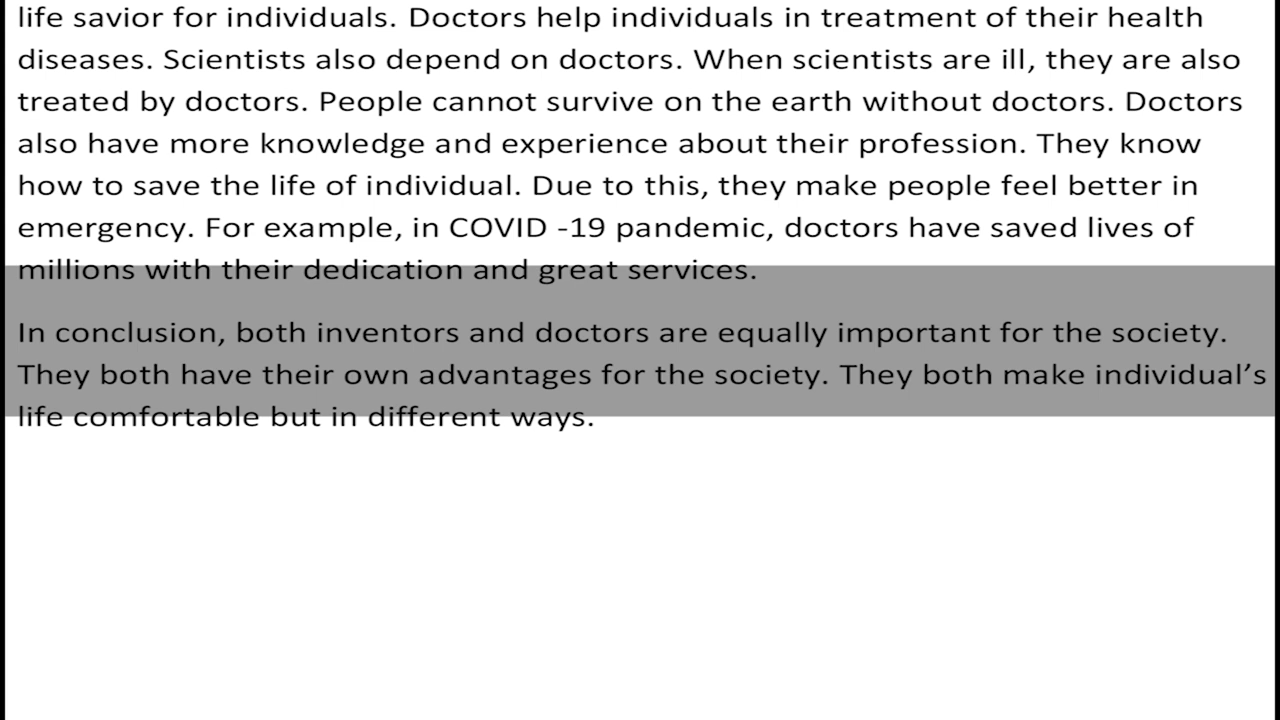 life savior for individuals. Doctors help individuals in treatment of their health
diseases. Scientists also depend on doctors. When scientists are ill, they are also
treated by doctors. People cannot survive on the earth without doctors. Doctors
also have more knowledge and experience about their profession. They know
how to save the life of individual. Due to this, they make people feel better in
emergency. For example, in COVID -19 pandemic, doctors have saved lives of
millions with their dedication and great services.
In conclusion, both inventors and doctors are equally important for the society.
They both have their own advantages for the society. They both make individual’s
life comfortable but in different ways.